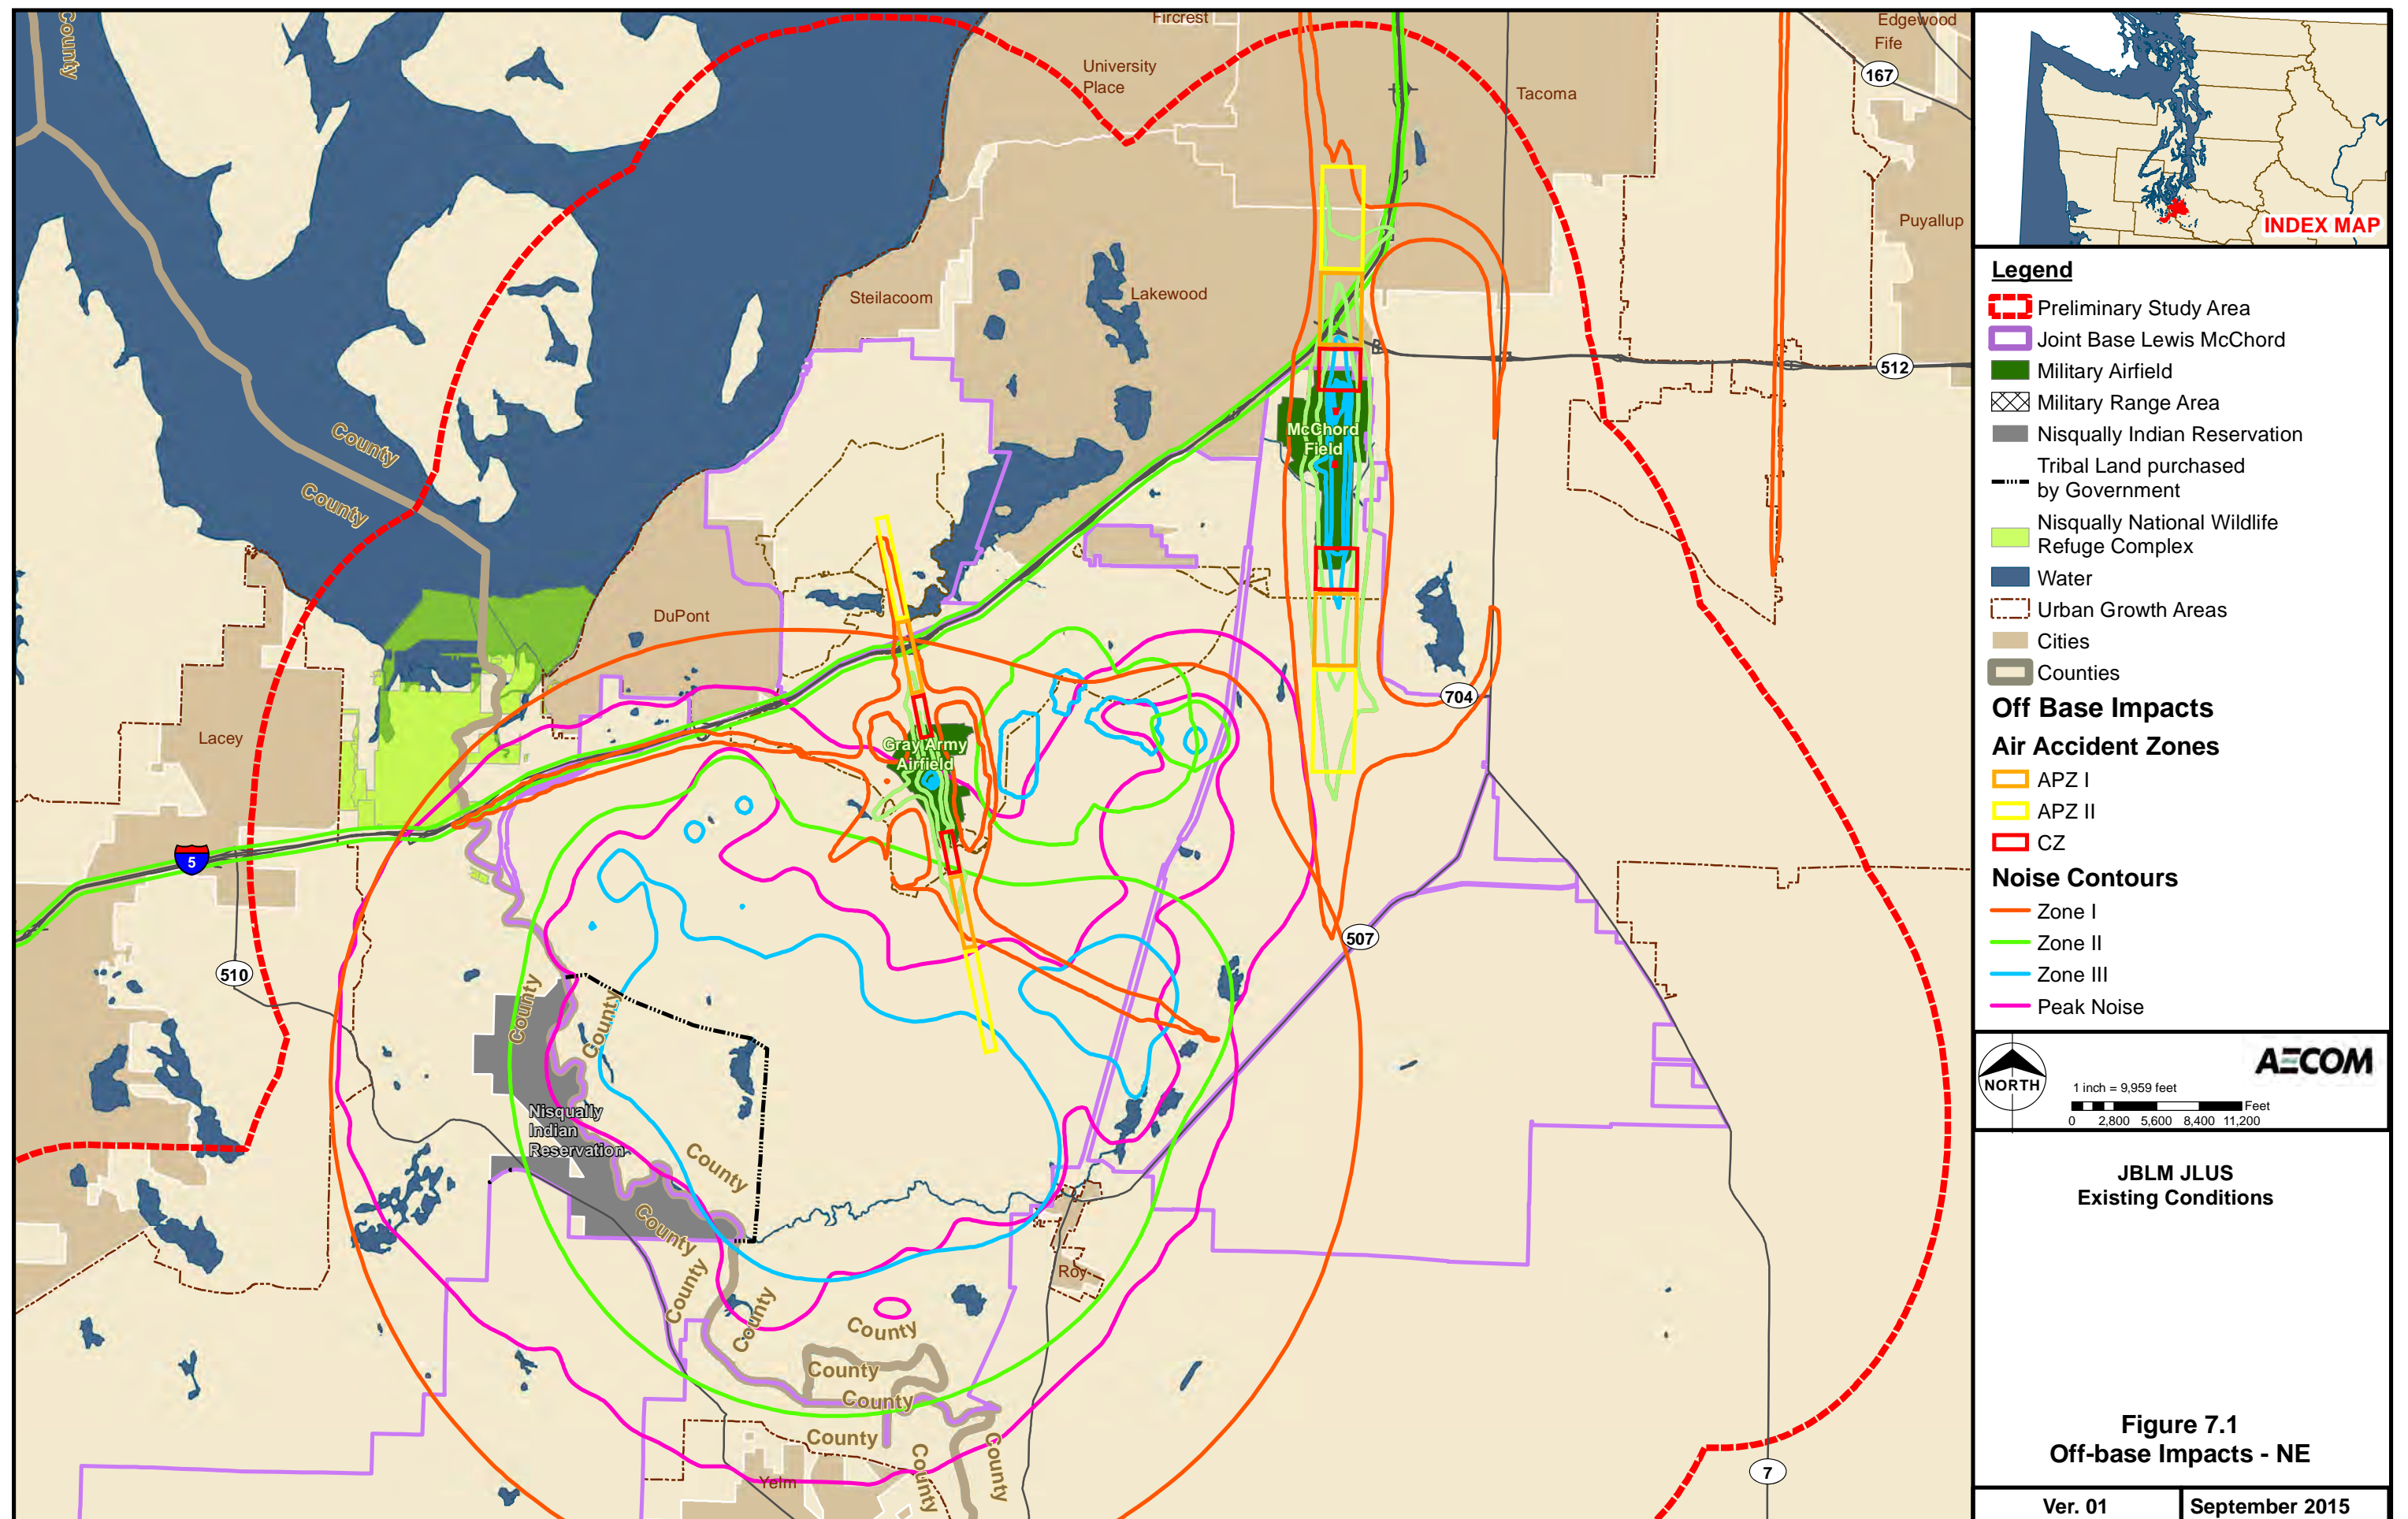 County
Fircrest
University
Place
Tacoma
Edgewood
Fife
167
Puyallup
Steilacoom
Lakewood
512
McChord
Field
County
County
DuPont
704
Lacey
Gray Army
Airfield
5
510
507
County
County
Nisqually
Indian
Reservation
County
County
County
County
Roy
County
County
County
County
County
County
Yelm
7
INDEX MAP
Legend
Preliminary Study Area
Joint Base Lewis McChord
Military Airfield
Military Range Area
Nisqually Indian Reservation
Tribal Land purchased
by Government
Nisqually National Wildlife
Refuge Complex
Water
Urban Growth Areas
Cities
Counties
Off Base Impacts
Air Accident Zones
APZ I
APZ II
CZ
Noise Contours
Zone I
Zone II
Zone III
Peak Noise
NORTH
AECOM
1 inch = 9,959 feet
Feet
0 2,800 5,600 8,400 11,200
JBLM JLUS
Existing Conditions
Figure 7.1
Off-base Impacts - NE
Ver. 01
September 2015